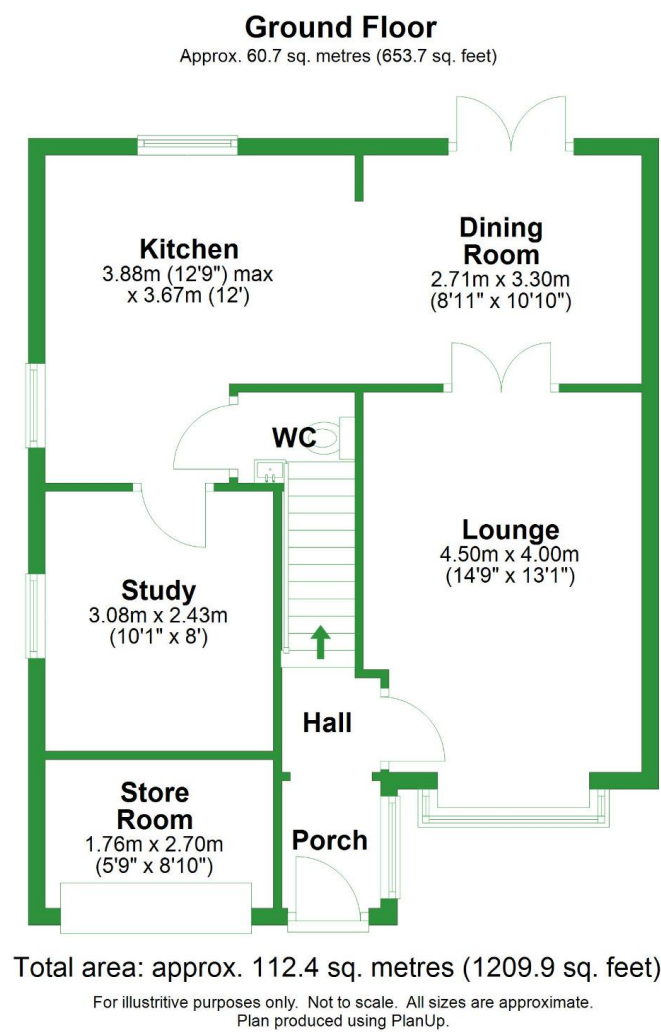 Ground Floor
Approx. 60.7 sq. metres (653.7 sq. feet)
Kitchen
3.88m (12'9") max
x 3.67m (12')
Dining
Room
2.71m x 3.30m
(8'11" x 10'10")
WC
Lounge
4.50m x 4.00m
(14'9" x 13'1")
Study
3.08m x 2.43m
(10'1" x 8')
Hall
Store
Room
1.76m x 2.70m
(5'9" x 8'10")
Porch
Total area: approx. 112.4 sq. metres (1209.9 sq. feet)
For illustritive purposes only. Not to scale. All sizes are approximate.
Plan produced using PlanUp.